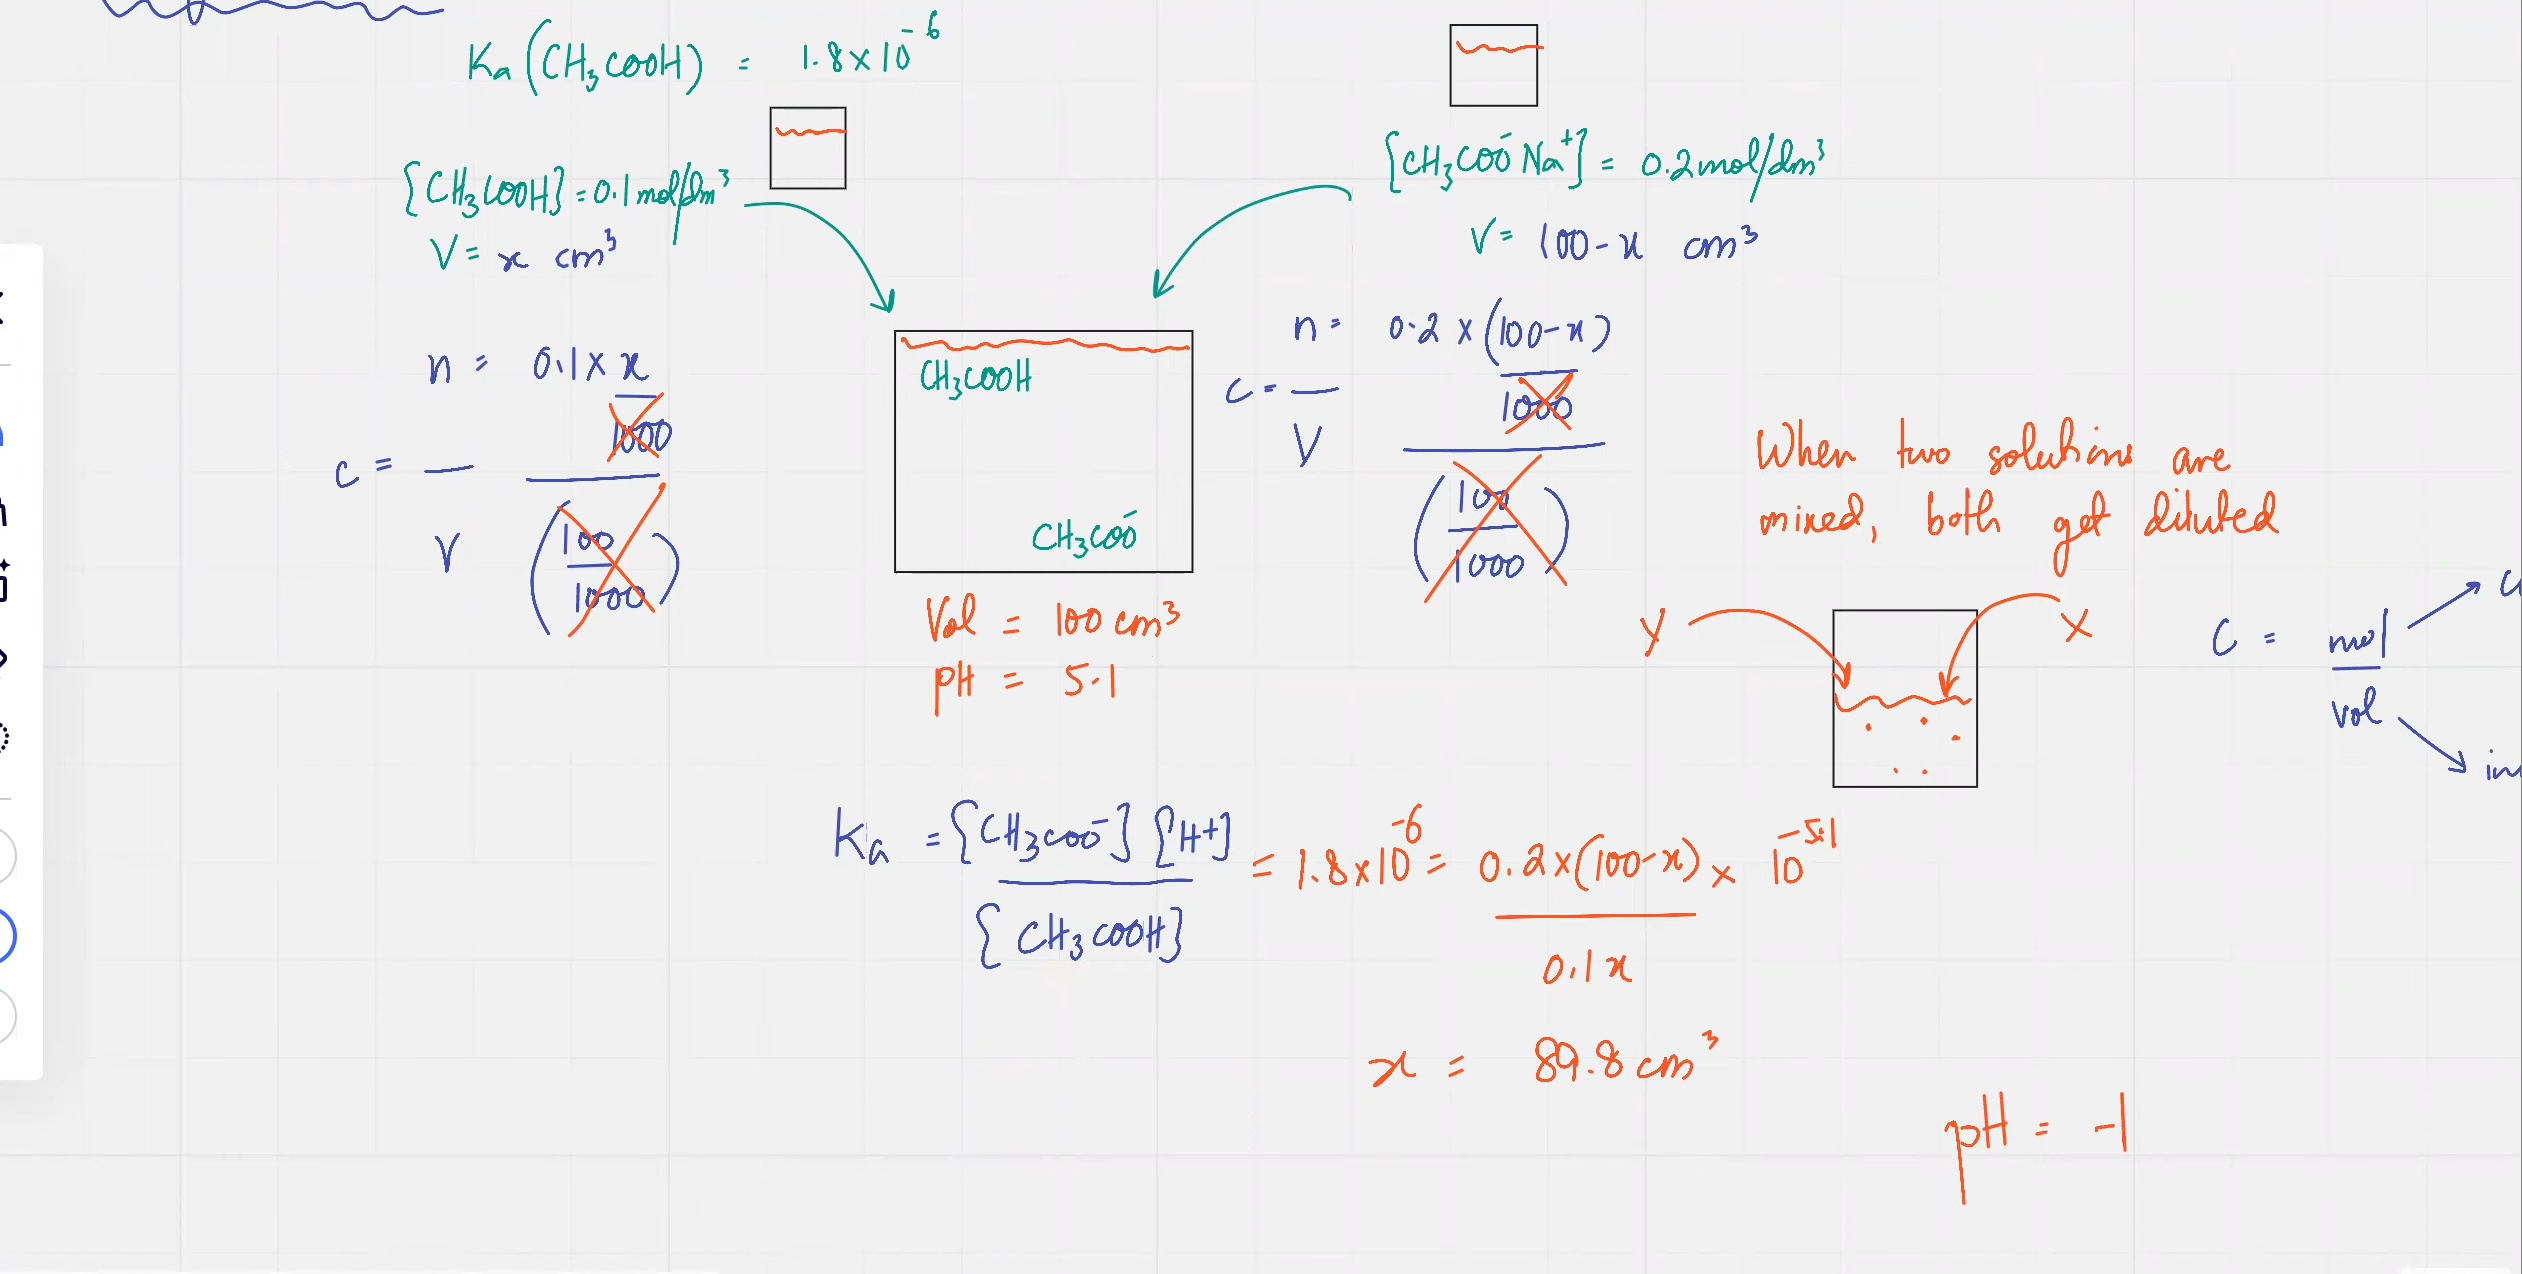 Ka (CH3COOH) = 1.8 × 10^-6
[CH3COOH] = 0.1 mol/dm³
V = x cm³
n = 0.1 × x
1000
c =
V
(100
1000)
[CH3COO⁻Na⁺] = 0.2 mol/dm³
V = 100 - x cm³
n = 0.2 × (100 - x)
1000
c =
V
(100
1000)
CH3COOH
CH3COO⁻
Vol = 100 cm³
pH = 5.1
When two solutions are
mixed, both get diluted
y
x
C = mol
vol
in
Ka = [CH3COO⁻] [H+] = 1.8 × 10^-6 = 0.2 × (100 - x) × 10^-5.1
[CH3COOH]
0.1x
x = 89.8 cm³
pH = -1